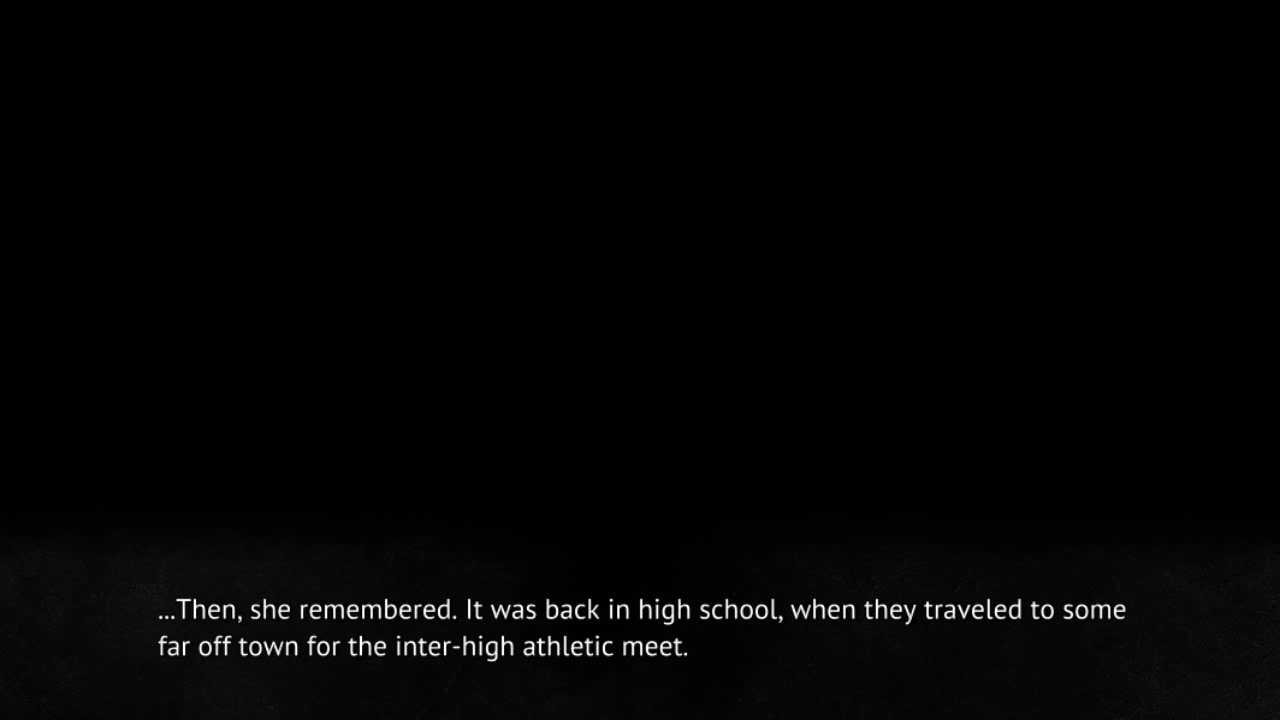 ...Then, she remembered. It was back in high school, when they traveled to some
far off town for the inter-high athletic meet.